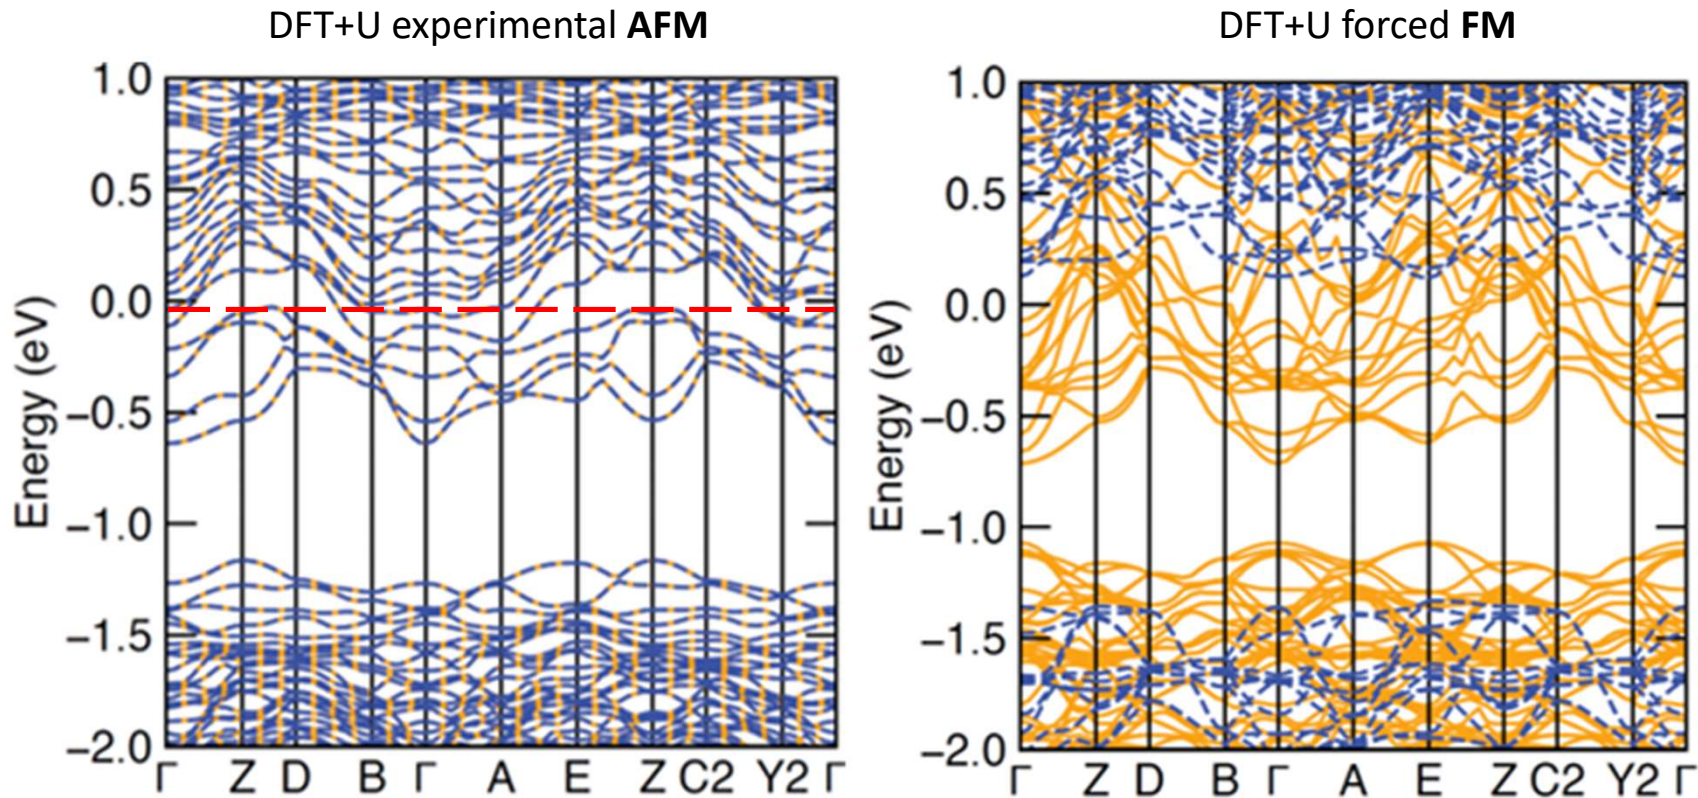 DFT+U experimental AFM
Energy (eV)
1.0
0.5
0.0
−0.5
−1.0
−1.5
−2.0
Γ Z D B Γ A E Z C2 Y2 Γ
DFT+U forced FM
Energy (eV)
1.0
0.5
0.0
−0.5
−1.0
−1.5
−2.0
Γ Z D B Γ A E Z C2 Y2 Γ